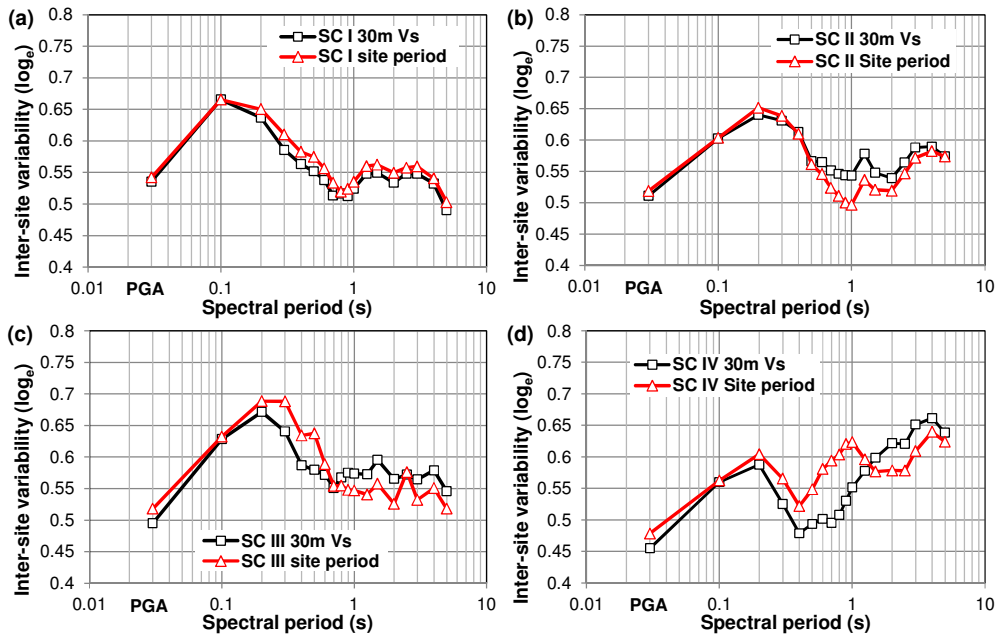 (a)
Inter-site variability (logₑ)
0.8
0.75
0.7
0.65
0.6
0.55
0.5
0.45
0.4
SC I 30m Vs
SC I site period
0.01 PGA 0.1 1 10
Spectral period (s)
(b)
Inter-site variability (logₑ)
0.8
0.75
0.7
0.65
0.6
0.55
0.5
0.45
0.4
SC II 30m Vs
SC II Site period
0.01 PGA 0.1 1 10
Spectral period (s)
(c)
Inter-site variability (logₑ)
0.8
0.75
0.7
0.65
0.6
0.55
0.5
0.45
0.4
SC III 30m Vs
SC III site period
0.01 PGA 0.1 1 10
Spectral period (s)
(d)
Inter-site variability (logₑ)
0.8
0.75
0.7
0.65
0.6
0.55
0.5
0.45
0.4
SC IV 30m Vs
SC IV Site period
0.01 PGA 0.1 1 10
Spectral period (s)